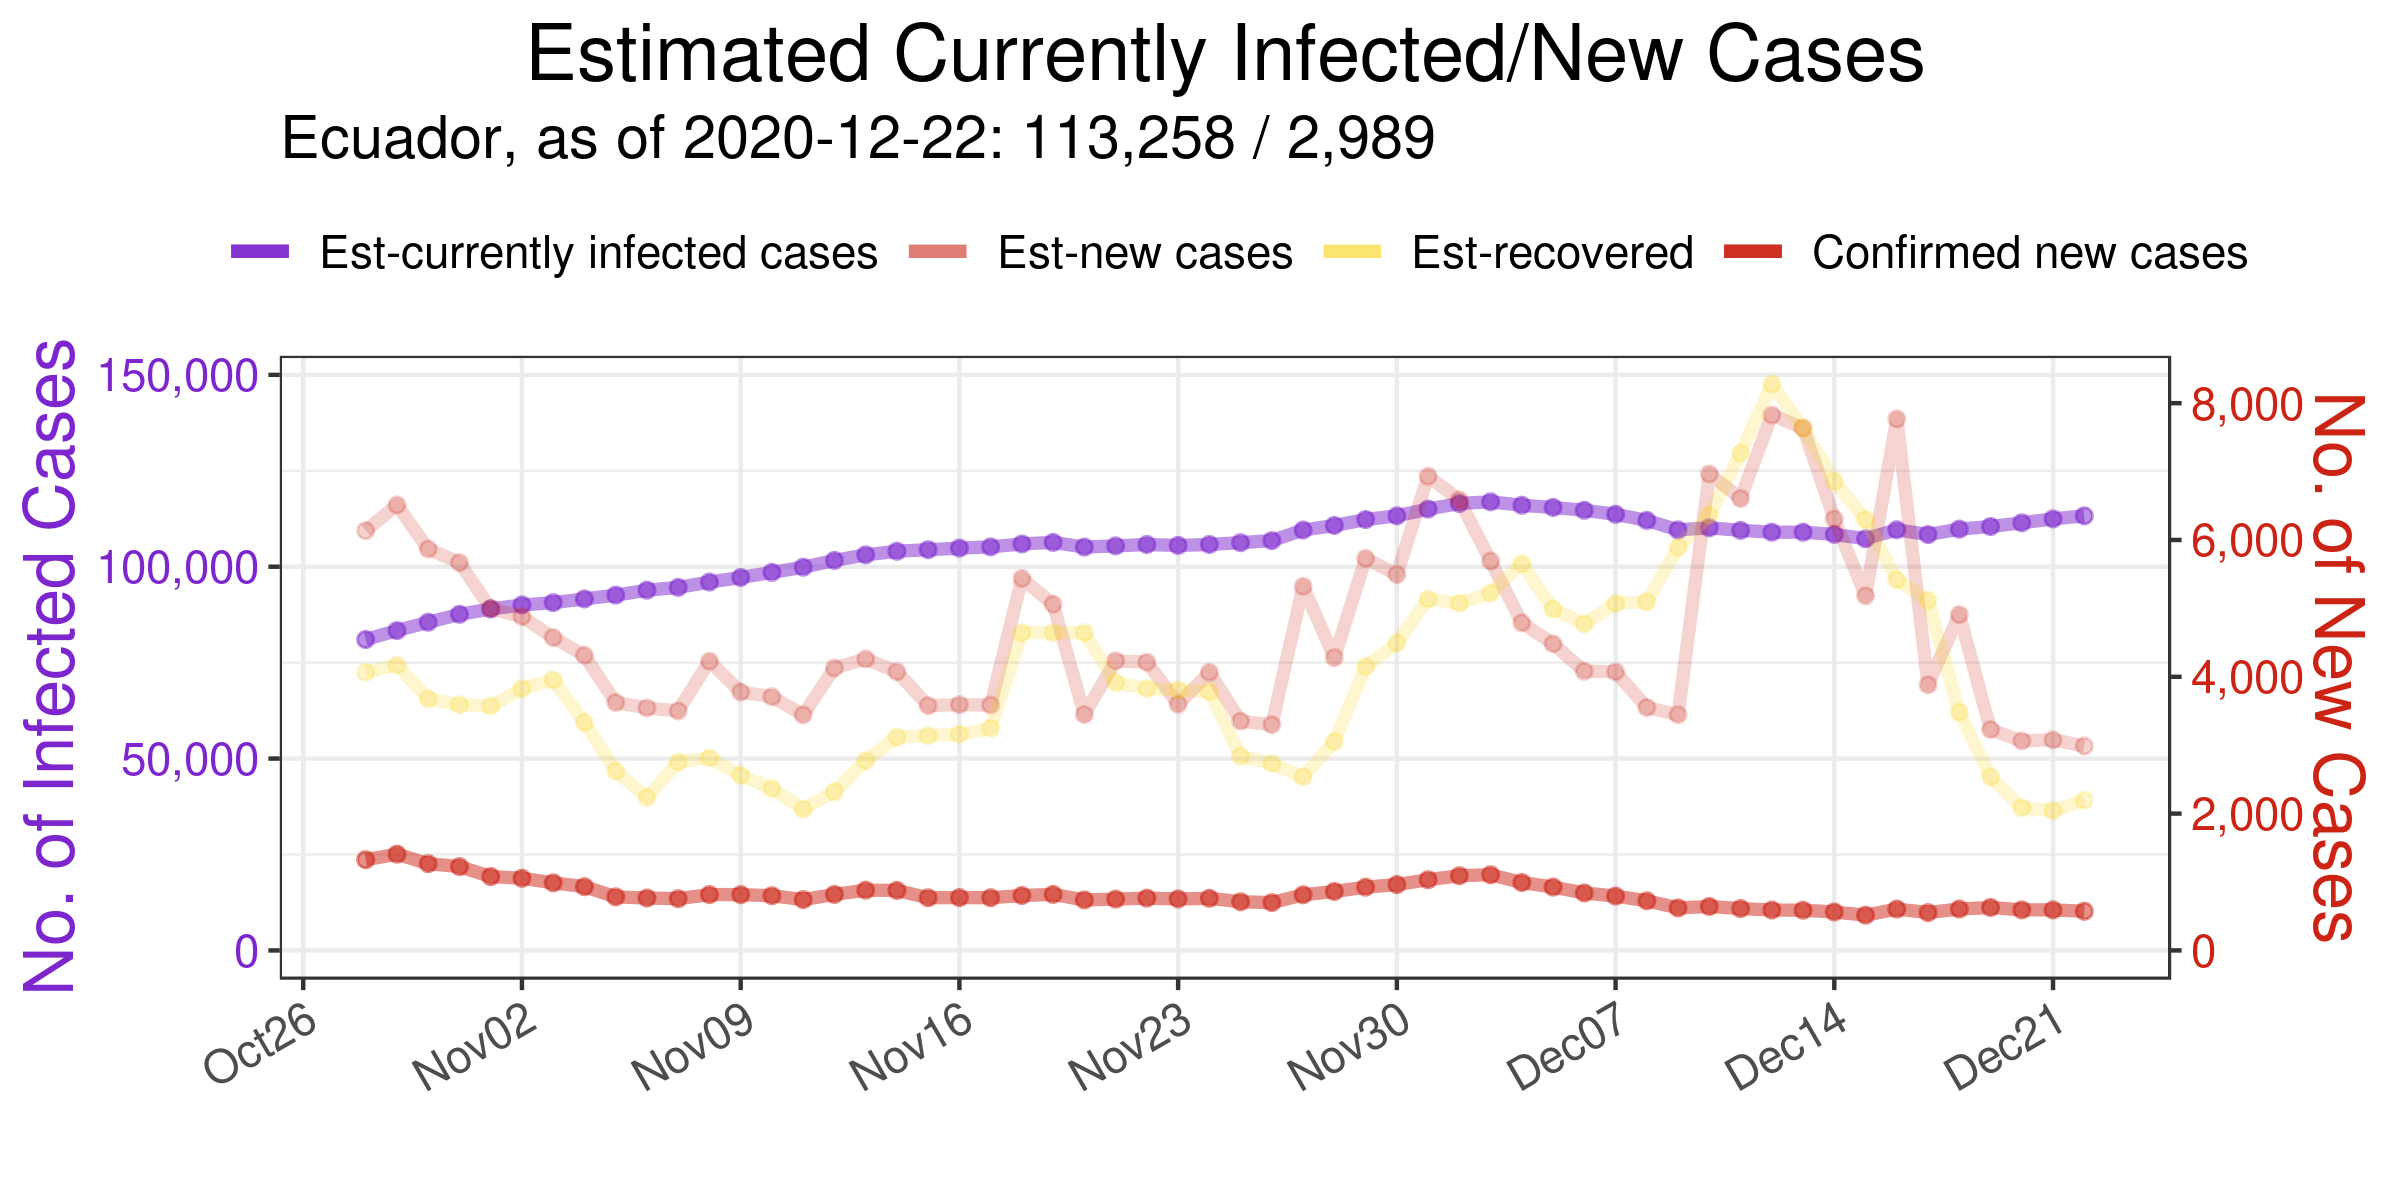 Estimated Currently Infected/New Cases
Ecuador, as of 2020-12-22: 113,258 / 2,989
Est-currently infected cases Est-new cases Est-recovered Confirmed new cases
No. of Infected Cases
150,000
100,000
50,000
0
8,000
6,000
4,000
2,000
0
No. of New Cases
Oct26 Nov02 Nov09 Nov16 Nov23 Nov30 Dec07 Dec14 Dec21